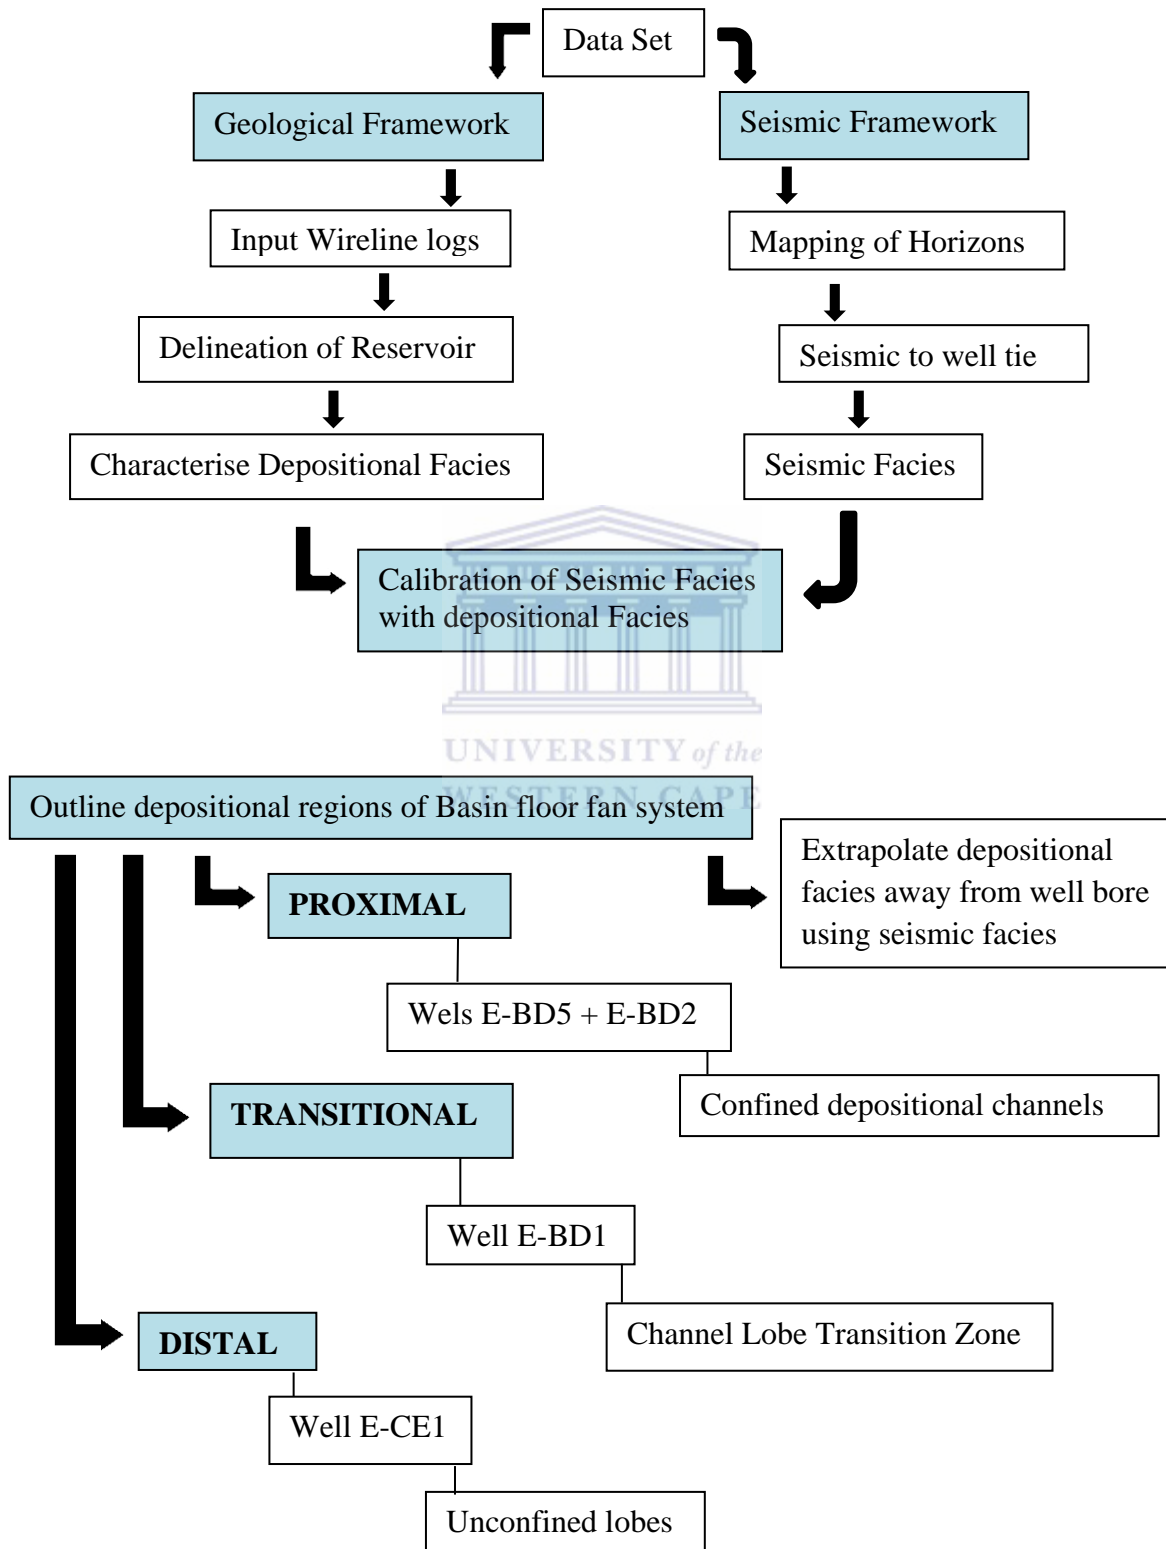 Data Set
Geological Framework
Seismic Framework
Input Wireline logs
Mapping of Horizons
Delineation of Reservoir
Seismic to well tie
Characterise Depositional Facies
Seismic Facies
Calibration of Seismic Facies
with depositional Facies
UNIVERSITY of the
WESTERN CAPE
Outline depositional regions of Basin floor fan system
Extrapolate depositional
facies away from well bore
using seismic facies
PROXIMAL
Wels E-BD5 + E-BD2
Confined depositional channels
TRANSITIONAL
Well E-BD1
Channel Lobe Transition Zone
DISTAL
Well E-CE1
Unconfined lobes